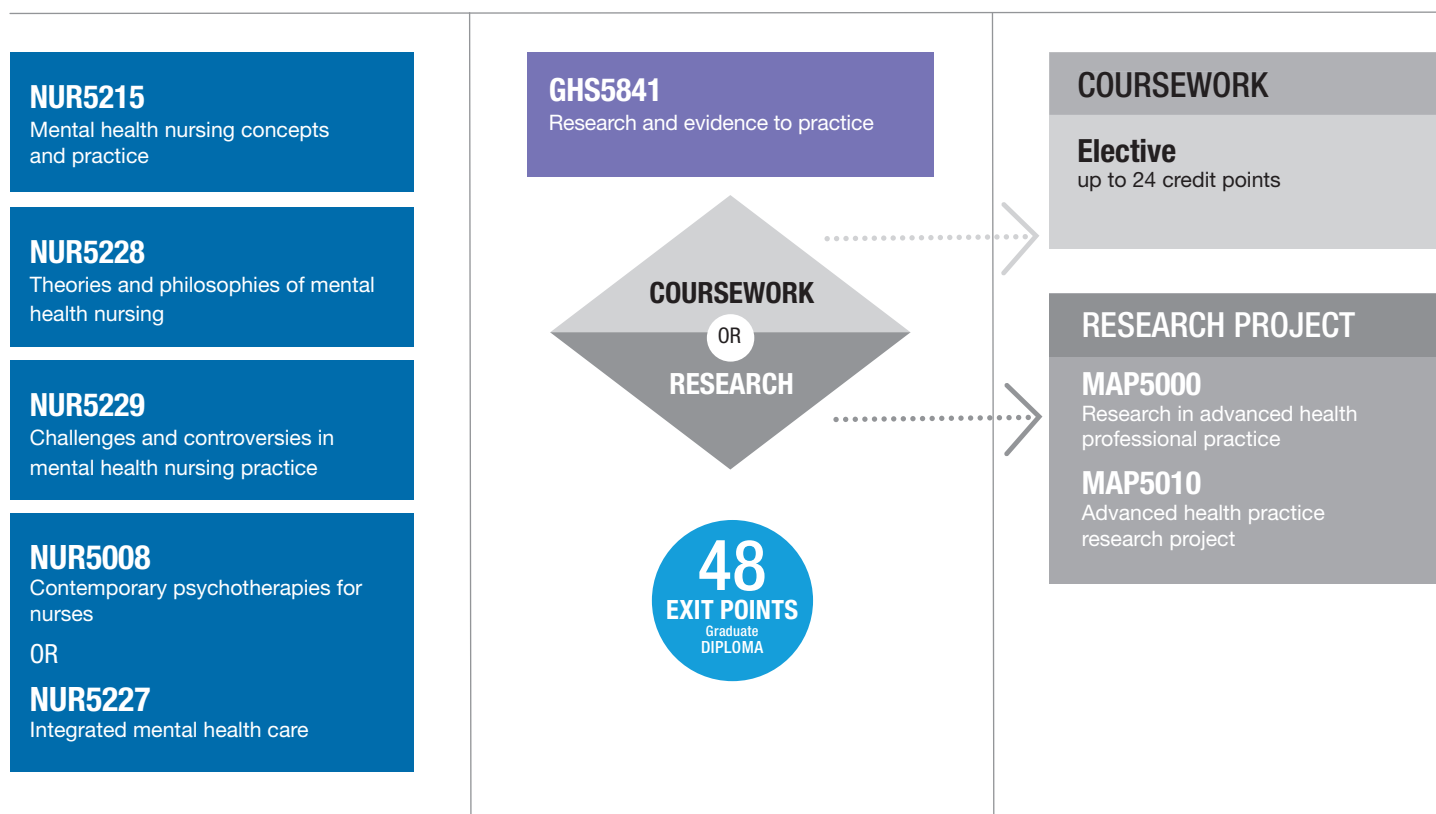 NUR5215
Mental health nursing concepts
and practice
NUR5228
Theories and philosophies of mental
health nursing
NUR5229
Challenges and controversies in
mental health nursing practice
NUR5008
Contemporary psychotherapies for
nurses
OR
NUR5227
Integrated mental health care
GHS5841
Research and evidence to practice
COURSEWORK
OR
RESEARCH
48
EXIT POINTS
Graduate
DIPLOMA
COURSEWORK
Elective
up to 24 credit points
RESEARCH PROJECT
MAP5000
Research in advanced health
professional practice
MAP5010
Advanced health practice
research project